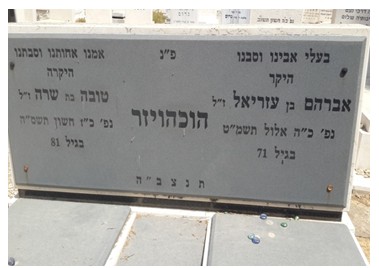 פ"נ
בעלי אבינו וסבנו
היקר
אברהם בן עזריאל ז"ל
נפ' כ"ה אלול תשמ"ט
בגיל 71
אמנו אחותנו וסבתנו
היקרה
טובה בת שרה ז"ל
נפ' כ"ז חשון תשס"ה
בגיל 81
הוכהויזר
תנצב"ה